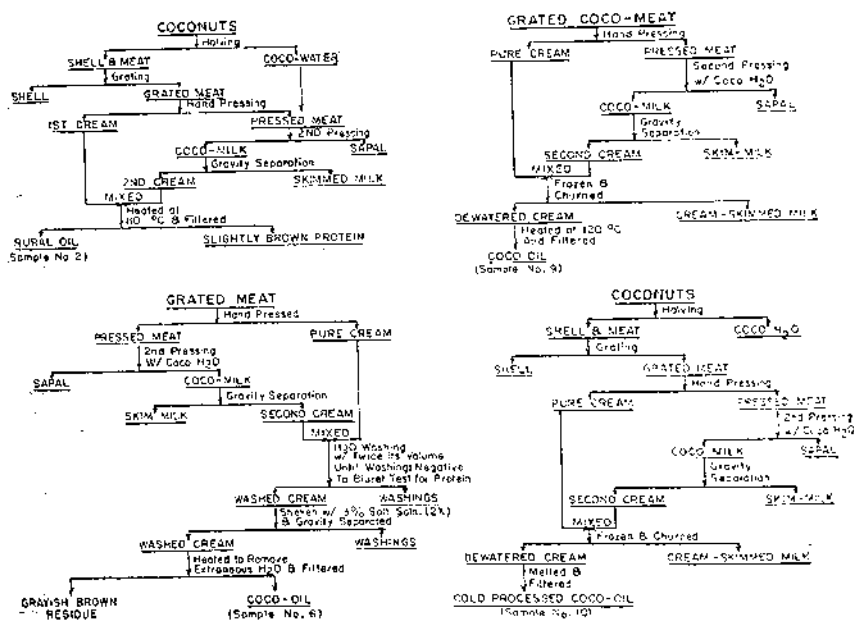 COCONUTS
Halving
SHELL & MEAT
COCO-WATER
Grating
SHELL
GRATED MEAT
Hand Pressing
1ST CREAM
PRESSED MEAT
2ND Pressing
COCO-MILK
SAPAL
Gravity Separation
2ND CREAM
SKIMMED MILK
MIXED
Heated at
110 °C & Filtered
RURAL OIL
SLIGHTLY BROWN PROTEIN
(Sample No. 2)
GRATED COCO-MEAT
Hand Pressing
PURE CREAM
PRESSED MEAT
Second Pressing
w/ Coco H2O
COCO-MILK
SAPAL
Gravity
Separation
SECOND CREAM
SKIM-MILK
MIXED
Frozen &
Churned
DEWATERED CREAM
CREAM-SKIMMED MILK
Heated at 120 °C
And Filtered
COCO OIL
(Sample No. 9)
GRATED MEAT
Hand Pressed
PRESSED MEAT
PURE CREAM
2nd Pressing
W/ Coco H2O
SAPAL
COCO-MILK
Gravity Separation
SKIM MILK
SECOND CREAM
MIXED
H2O Washing
w/ Twice Its Volume
Until Washings Negative
To Biuret Test for Protein
WASHED CREAM
WASHINGS
Shaken w/ 3% Salt Soln. (2x)
& Gravity Separated
WASHED CREAM
WASHINGS
Heated to Remove
Extraneous H2O & Filtered
GRAYISH BROWN
RESIDUE
COCO-OIL
(Sample No. 6)
COCONUTS
Halving
SHELL & MEAT
COCO H2O
Grating
SHELL
GRATED MEAT
Hand Pressing
PURE CREAM
PRESSED MEAT
2nd Pressing
w/ Coco H2O
COCO MILK
SAPAL
Gravity
Separation
SECOND CREAM
SKIM-MILK
MIXED
Frozen & Churned
DEWATERED CREAM
CREAM-SKIMMED MILK
Melted &
Filtered
COLD PROCESSED COCO-OIL
(Sample No. 10)